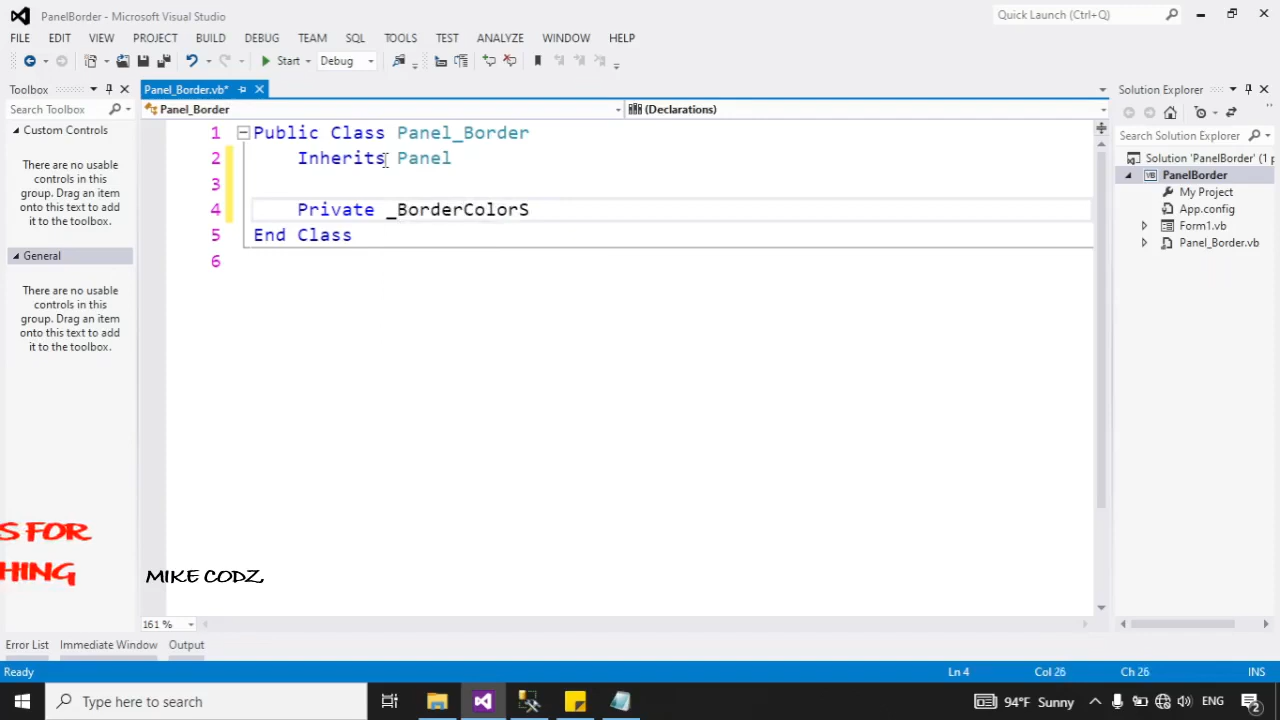 PanelBorder - Microsoft Visual Studio
Quick Launch (Ctrl+Q)
FILE EDIT VIEW PROJECT BUILD DEBUG TEAM SQL TOOLS TEST ANALYZE WINDOW HELP
Start Debug
Toolbox
Panel_Border.vb*
Solution Explorer
Search Toolbox
Panel_Border
(Declarations)
Search Solution Explorer
Custom Controls
There are no usable
controls in this
group. Drag an item
onto this text to add
it to the toolbox.
General
There are no usable
controls in this
group. Drag an item
onto this text to add
it to the toolbox.
1 Public Class Panel_Border
2 Inherits Panel
3
4 Private _BorderColorS
5 End Class
6
Solution 'PanelBorder' (1 p
PanelBorder
My Project
App.config
Form1.vb
Panel_Border.vb
S FOR
HING
MIKE CODZ,
161 %
Error List Immediate Window Output
Ready
Ln 4 Col 26 Ch 26 INS
Type here to search
94°F Sunny
ENG
2